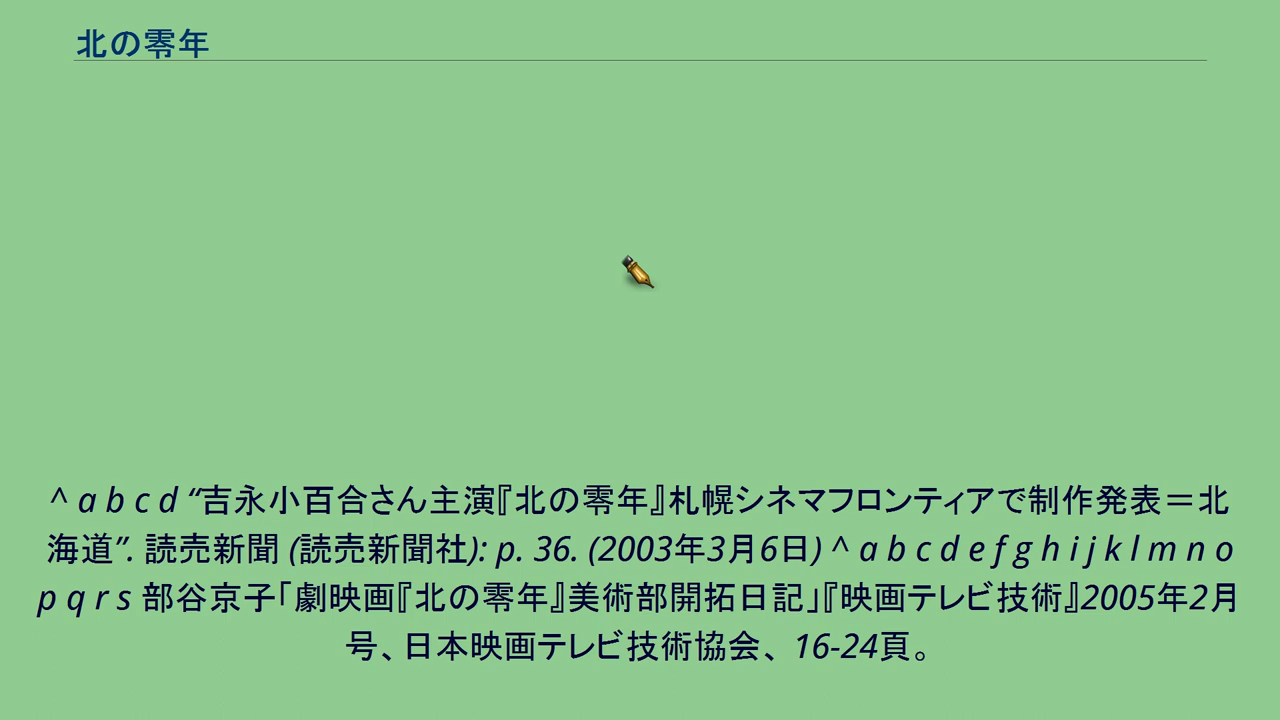 北の零年
^ a b c d “吉永小百合さん主演『北の零年』札幌シネマフロンティアで制作発表＝北
海道”. 読売新聞 (読売新聞社): p. 36. (2003年3月6日) ^ a b c d e f g h i j k l m n o
p q r s 部谷京子「劇映画『北の零年』美術部開拓日記」『映画テレビ技術』2005年2月
号、日本映画テレビ技術協会、16-24頁。